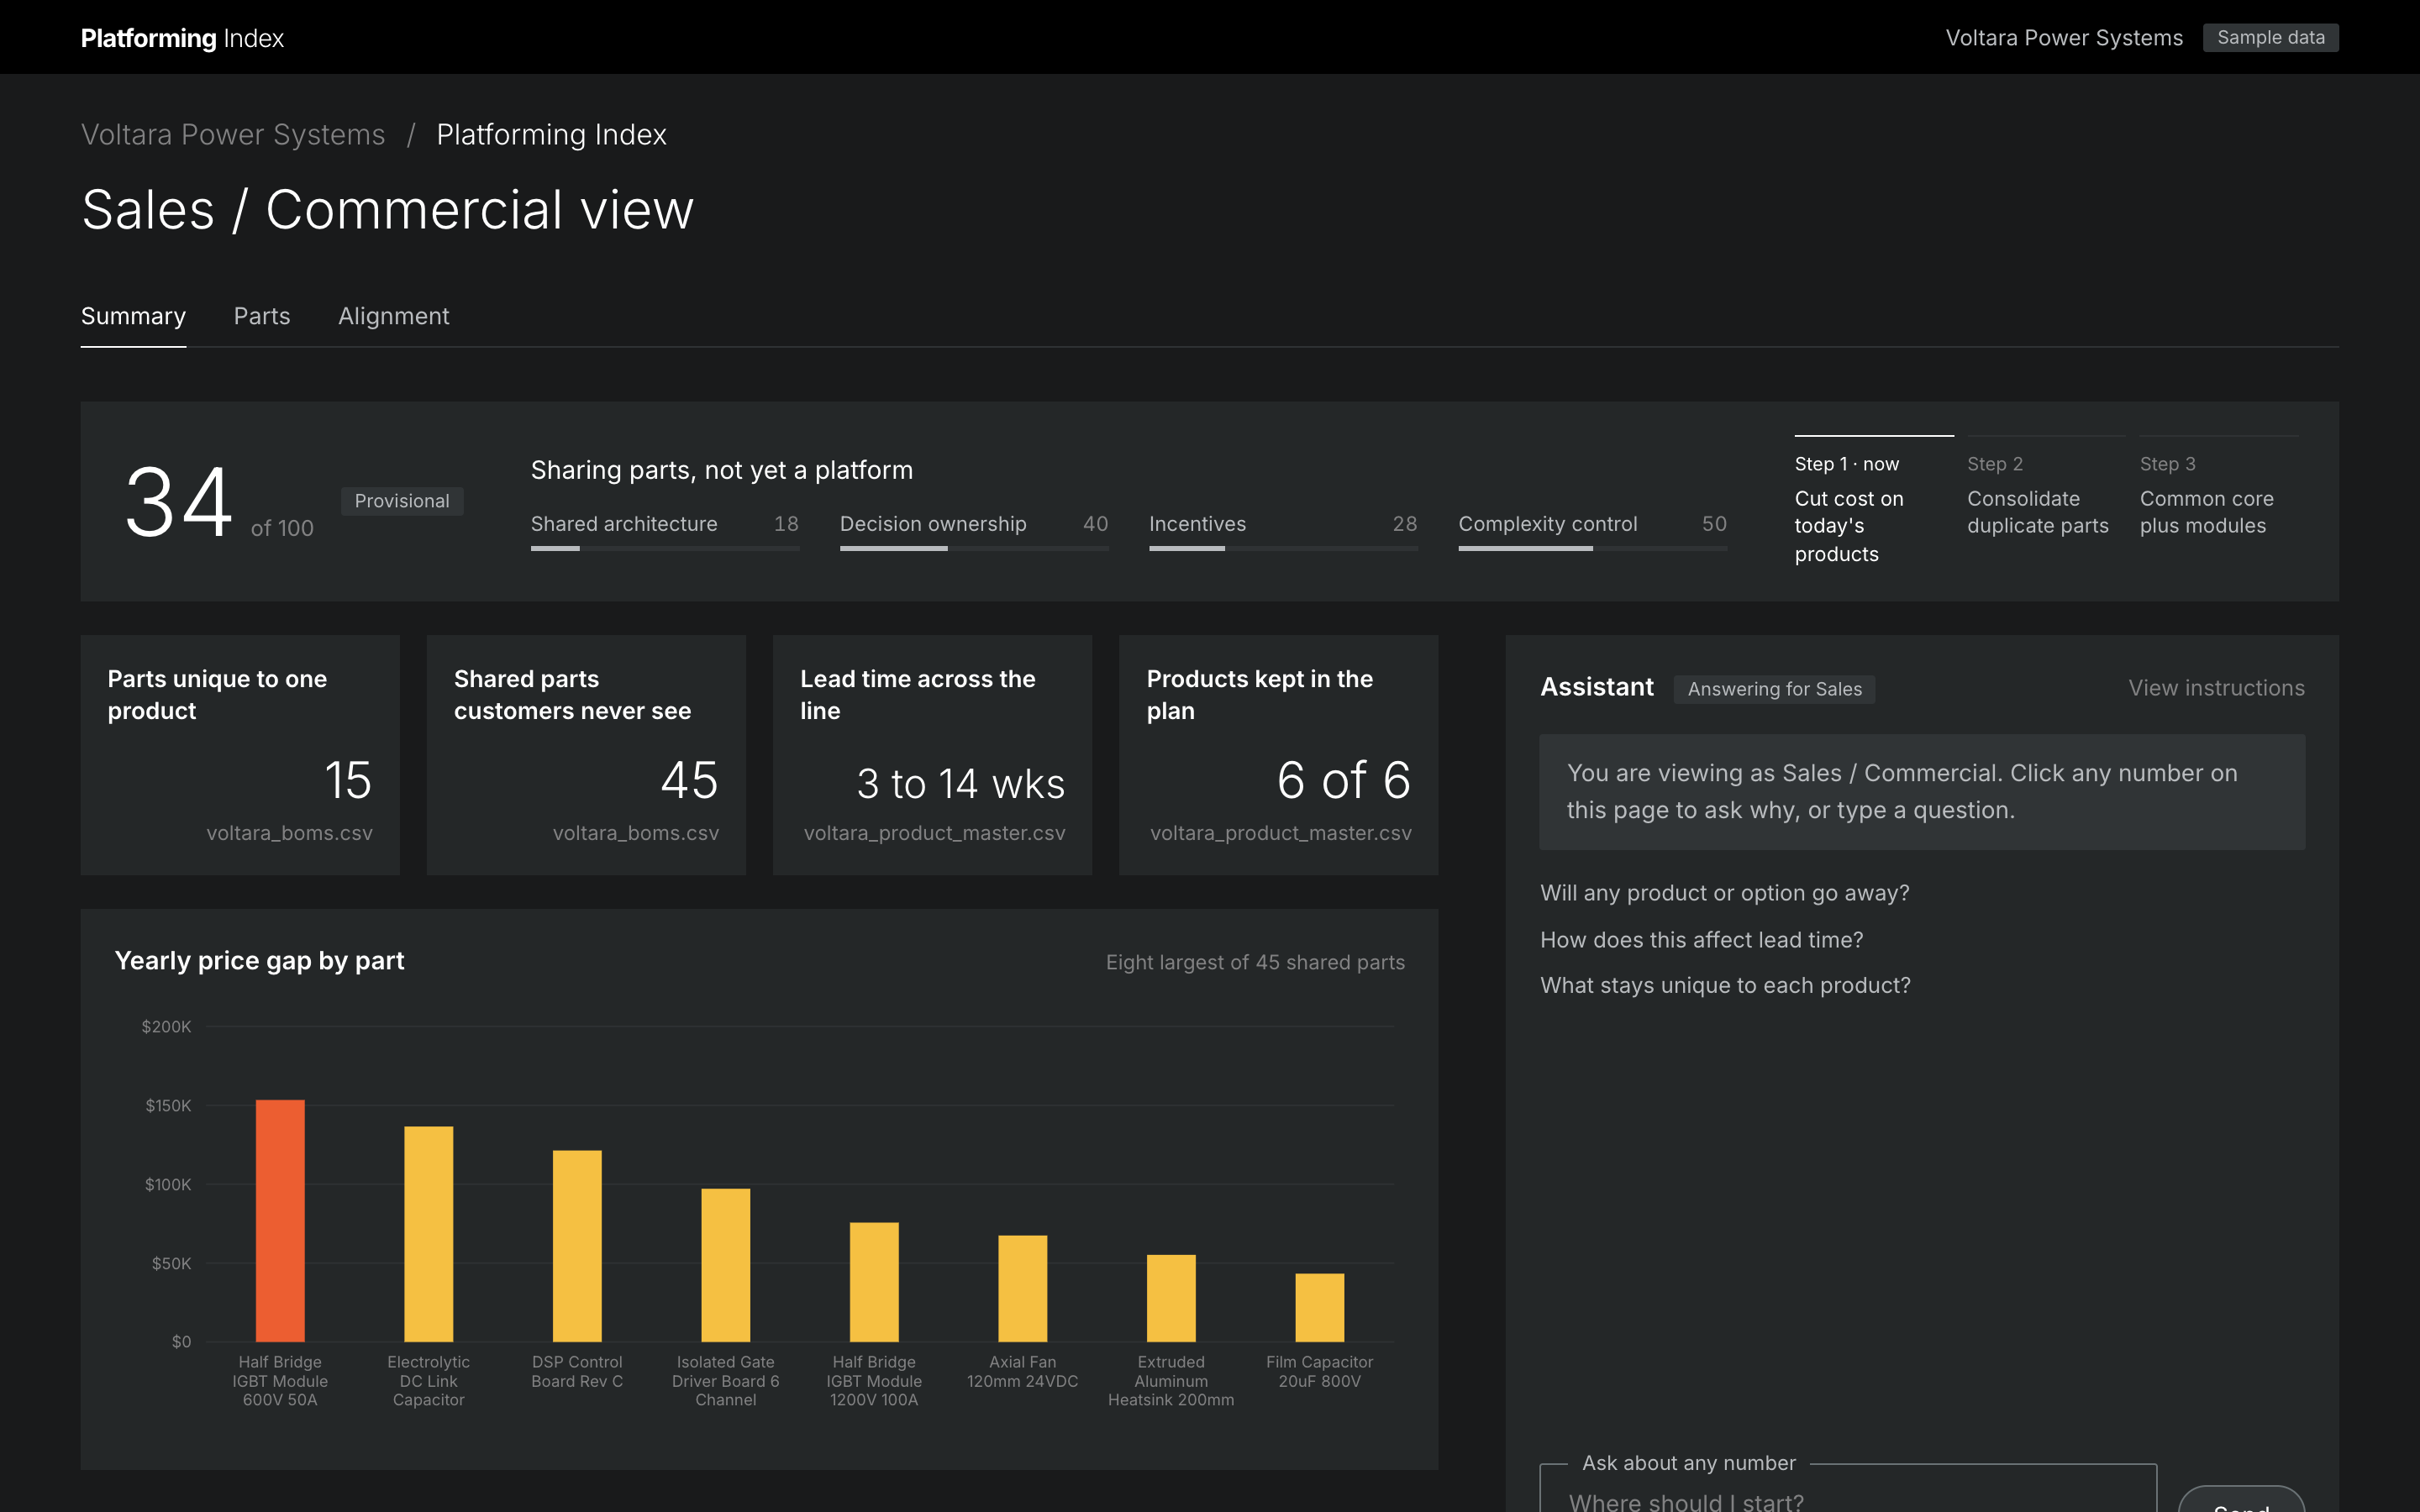 Platforming Index
Voltara Power Systems
Sample data
Voltara Power Systems / Platforming Index
Sales / Commercial view
Summary
Parts
Alignment
34 of 100
Provisional
Sharing parts, not yet a platform
Shared architecture 18
Decision ownership 40
Incentives 28
Complexity control 50
Step 1 · now
Cut cost on
today's
products
Step 2
Consolidate
duplicate parts
Step 3
Common core
plus modules
Parts unique to one
product
15
voltara_boms.csv
Shared parts
customers never see
45
voltara_boms.csv
Lead time across the
line
3 to 14 wks
voltara_product_master.csv
Products kept in the
plan
6 of 6
voltara_product_master.csv
Yearly price gap by part
Eight largest of 45 shared parts
$200K
$150K
$100K
$50K
$0
Half Bridge
IGBT Module
600V 50A
Electrolytic
DC Link
Capacitor
DSP Control
Board Rev C
Isolated Gate
Driver Board 6
Channel
Half Bridge
IGBT Module
1200V 100A
Axial Fan
120mm 24VDC
Extruded
Aluminum
Heatsink 200mm
Film Capacitor
20uF 800V
Assistant
Answering for Sales
View instructions
You are viewing as Sales / Commercial. Click any number on
this page to ask why, or type a question.
Will any product or option go away?
How does this affect lead time?
What stays unique to each product?
Ask about any number
Where should I start?
Send